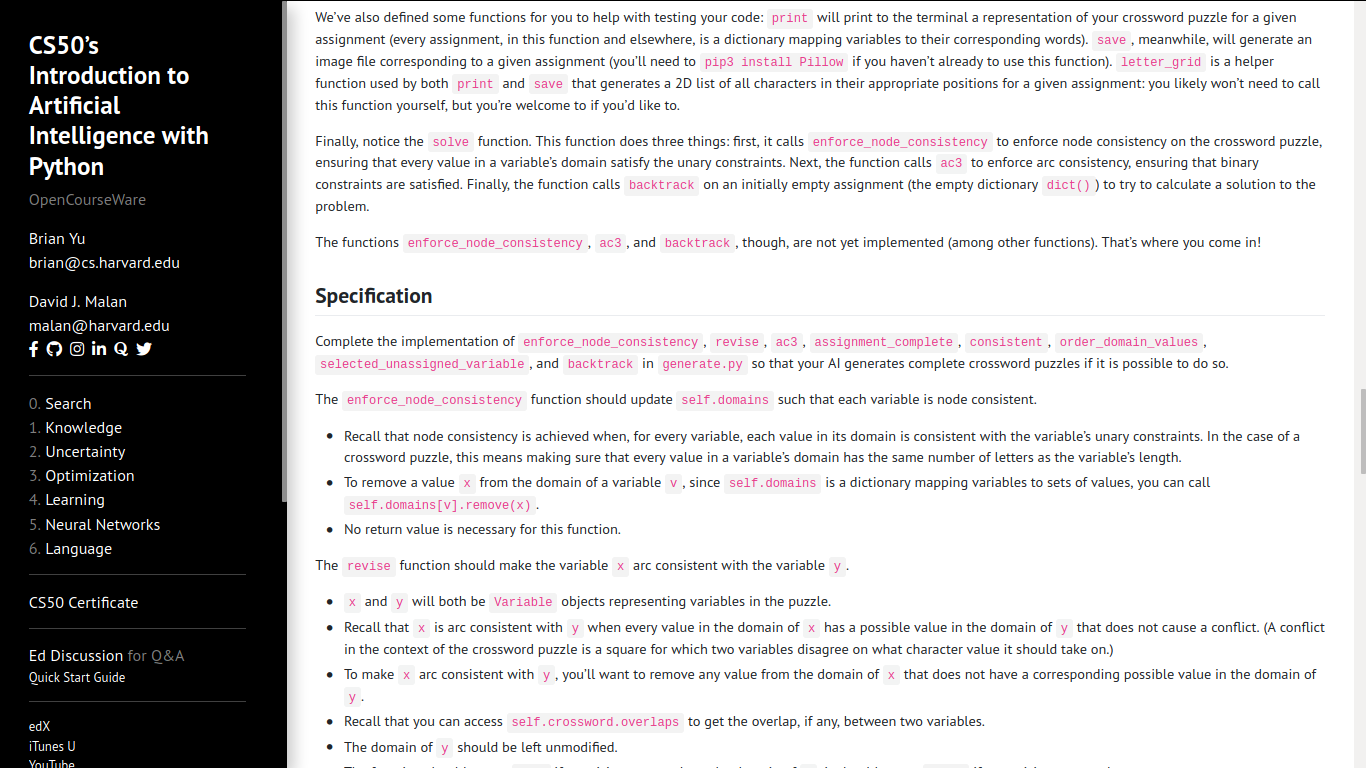 CS50’s
Introduction to
Artificial
Intelligence with
Python
OpenCourseWare
Brian Yu
brian@cs.harvard.edu
David J. Malan
malan@harvard.edu
0. Search
1. Knowledge
2. Uncertainty
3. Optimization
4. Learning
5. Neural Networks
6. Language
CS50 Certificate
Ed Discussion for Q&A
Quick Start Guide
edX
iTunes U
YouTube
We’ve also defined some functions for you to help with testing your code: print will print to the terminal a representation of your crossword puzzle for a given
assignment (every assignment, in this function and elsewhere, is a dictionary mapping variables to their corresponding words). save , meanwhile, will generate an
image file corresponding to a given assignment (you’ll need to pip3 install Pillow if you haven’t already to use this function). letter_grid is a helper
function used by both print and save that generates a 2D list of all characters in their appropriate positions for a given assignment: you likely won’t need to call
this function yourself, but you’re welcome to if you’d like to.
Finally, notice the solve function. This function does three things: first, it calls enforce_node_consistency to enforce node consistency on the crossword puzzle,
ensuring that every value in a variable’s domain satisfy the unary constraints. Next, the function calls ac3 to enforce arc consistency, ensuring that binary
constraints are satisfied. Finally, the function calls backtrack on an initially empty assignment (the empty dictionary dict() ) to try to calculate a solution to the
problem.
The functions enforce_node_consistency , ac3 , and backtrack , though, are not yet implemented (among other functions). That’s where you come in!
Specification
Complete the implementation of enforce_node_consistency , revise , ac3 , assignment_complete , consistent , order_domain_values ,
selected_unassigned_variable , and backtrack in generate.py so that your AI generates complete crossword puzzles if it is possible to do so.
The enforce_node_consistency function should update self.domains such that each variable is node consistent.
• Recall that node consistency is achieved when, for every variable, each value in its domain is consistent with the variable’s unary constraints. In the case of a
crossword puzzle, this means making sure that every value in a variable’s domain has the same number of letters as the variable’s length.
• To remove a value x from the domain of a variable v , since self.domains is a dictionary mapping variables to sets of values, you can call
self.domains[v].remove(x) .
• No return value is necessary for this function.
The revise function should make the variable x arc consistent with the variable y .
• x and y will both be Variable objects representing variables in the puzzle.
• Recall that x is arc consistent with y when every value in the domain of x has a possible value in the domain of y that does not cause a conflict. (A conflict
in the context of the crossword puzzle is a square for which two variables disagree on what character value it should take on.)
• To make x arc consistent with y , you’ll want to remove any value from the domain of x that does not have a corresponding possible value in the domain of
y .
• Recall that you can access self.crossword.overlaps to get the overlap, if any, between two variables.
• The domain of y should be left unmodified.